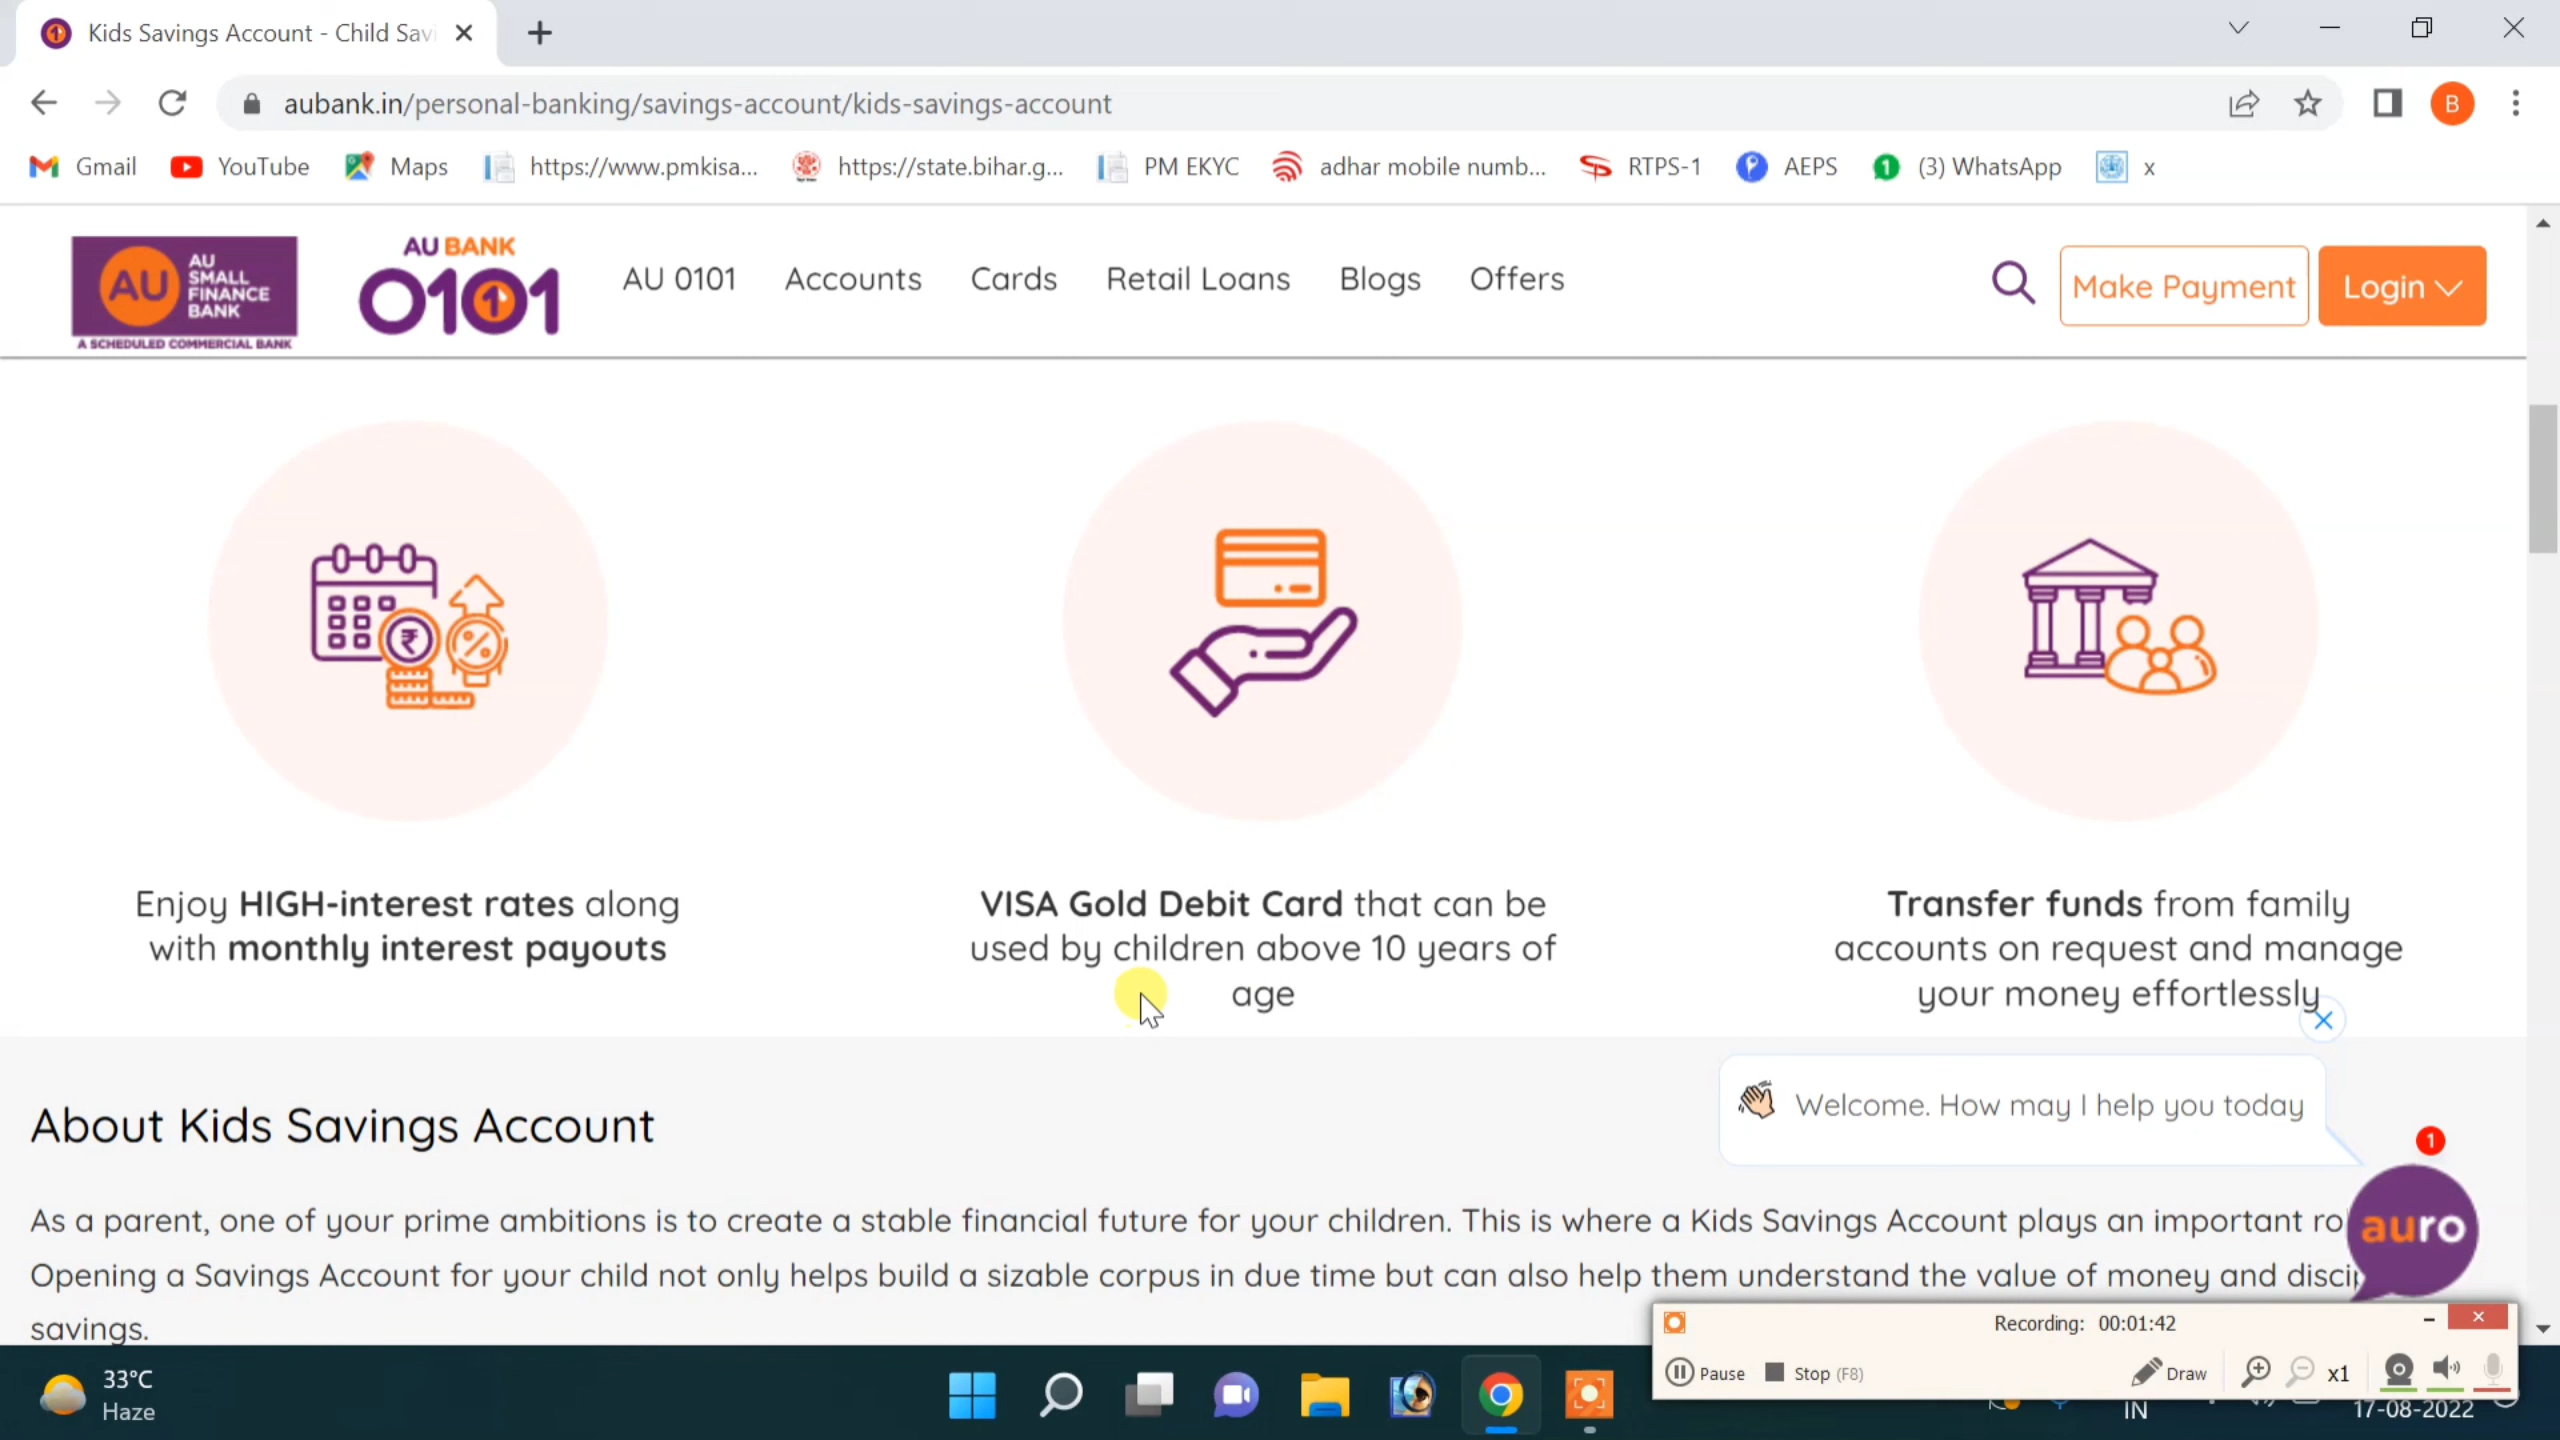 Kids Savings Account - Child Sav
aubank.in/personal-banking/savings-account/kids-savings-account
B
Gmail
YouTube
Maps
https://www.pmkisa...
https://state.bihar.g...
PM EKYC
adhar mobile numb...
RTPS-1
AEPS
(3) WhatsApp
x
AU
AU
SMALL
FINANCE
BANK
A SCHEDULED COMMERCIAL BANK
AU BANK
0101
AU 0101
Accounts
Cards
Retail Loans
Blogs
Offers
Make Payment
Login
Enjoy HIGH-interest rates along
with monthly interest payouts
VISA Gold Debit Card that can be
used by children above 10 years of
age
Transfer funds from family
accounts on request and manage
your money effortlessly
About Kids Savings Account
Welcome. How may I help you today
1
auro
As a parent, one of your prime ambitions is to create a stable financial future for your children. This is where a Kids Savings Account plays an important ro
Opening a Savings Account for your child not only helps build a sizable corpus in due time but can also help them understand the value of money and disci
savings.
Recording: 00:01:42
Pause
Stop (F8)
Draw
x1
33°C
Haze
IN
17-08-2022